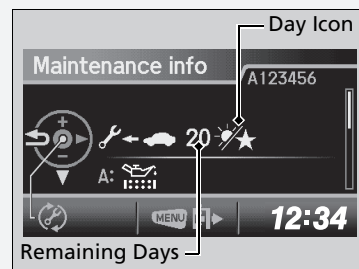 Day Icon
Maintenance info
A123456
20
A:
MENU
12:34
Remaining Days